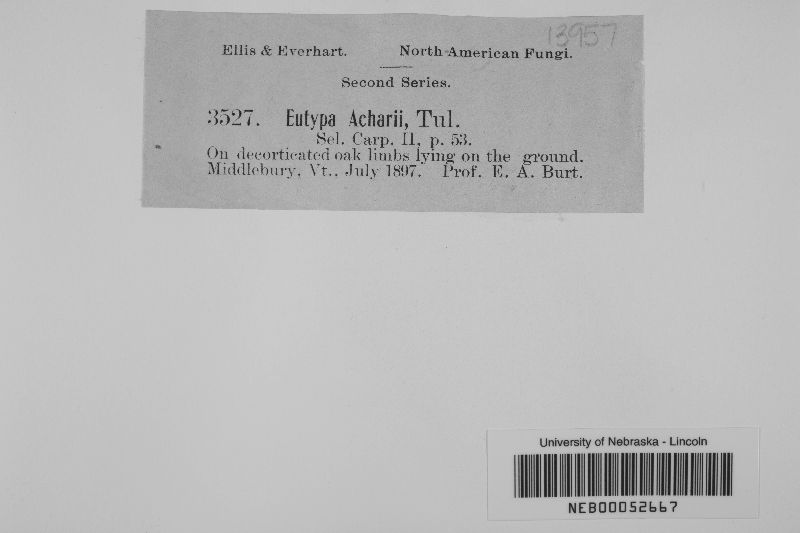 13957
Ellis & Everhart. North American Fungi.
Second Series.
3527. Eutypa Acharii, Tul.
Sel. Carp. II, p. 53.
On decorticated oak limbs lying on the ground.
Middlebury, Vt., July 1897. Prof. E. A. Burt.
University of Nebraska - Lincoln
NEB00052667